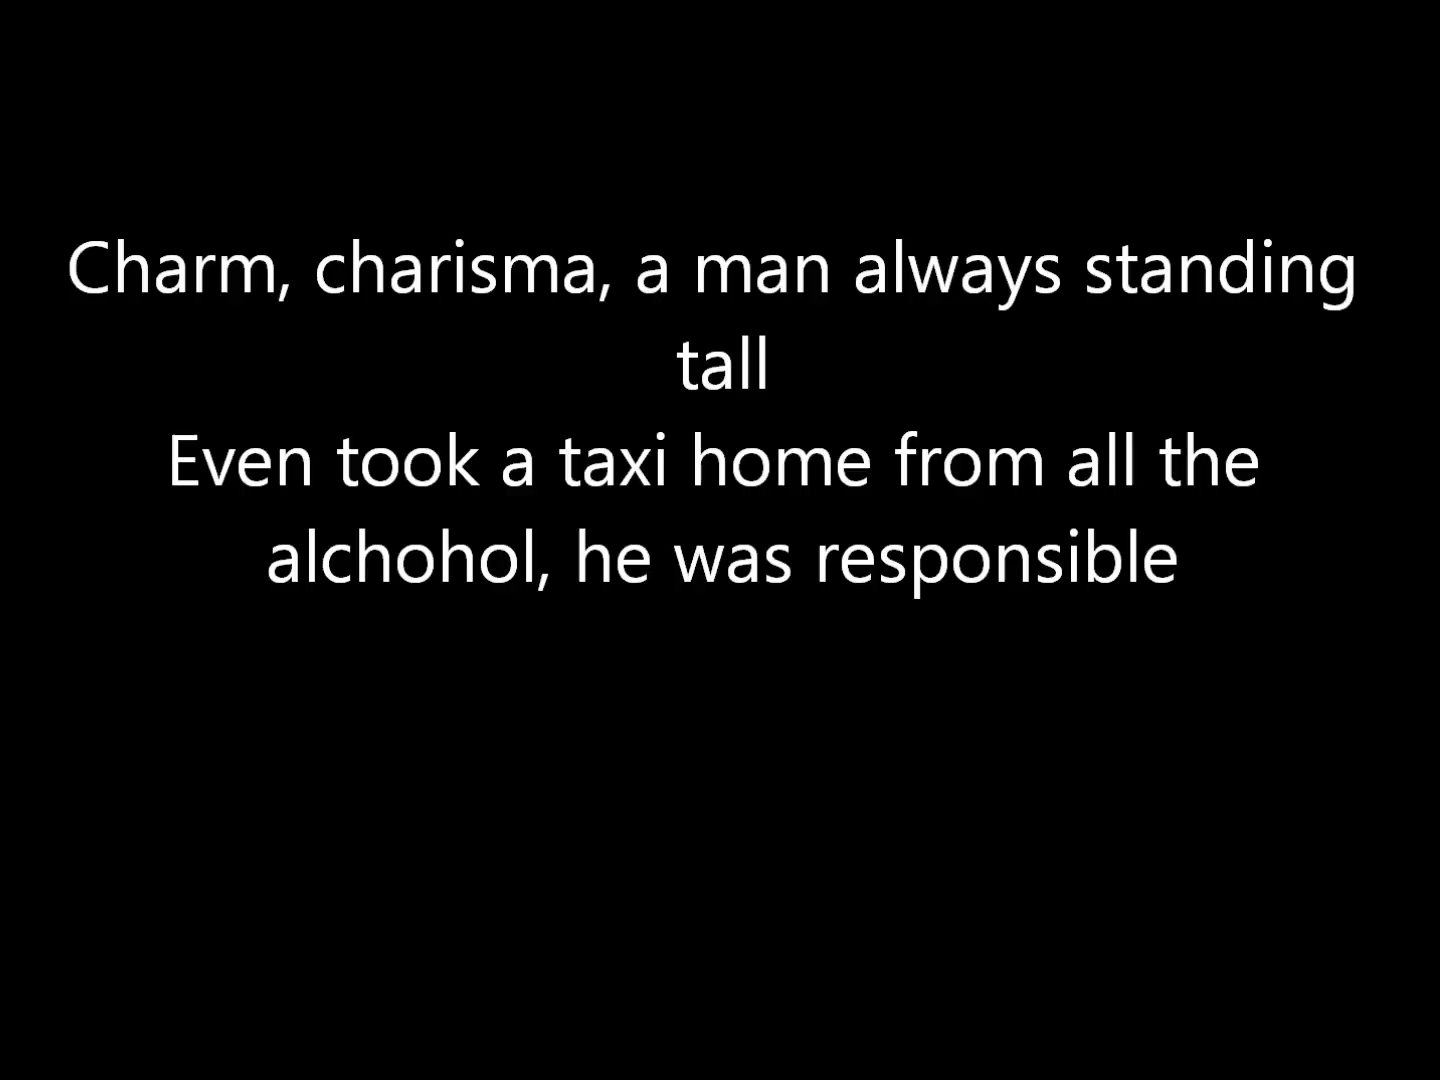 Charm, charisma, a man always standing
tall
Even took a taxi home from all the
alchohol, he was responsible